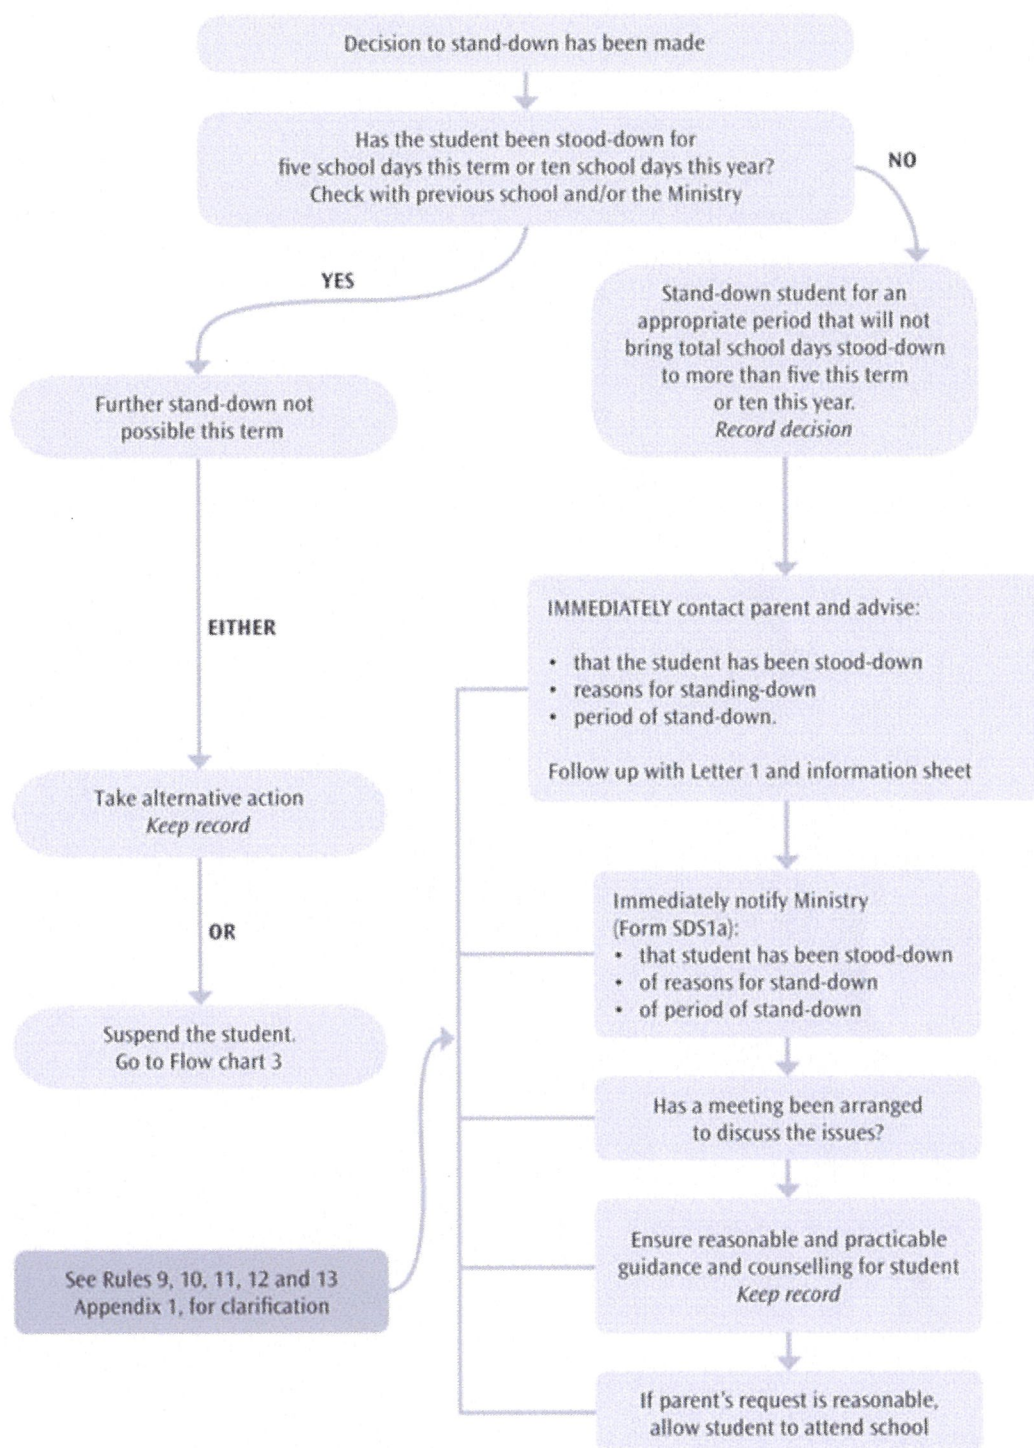 Decision to stand-down has been made
Has the student been stood-down for
five school days this term or ten school days this year?
Check with previous school and/or the Ministry
NO
YES
Stand-down student for an
appropriate period that will not
bring total school days stood-down
to more than five this term
or ten this year.
Record decision
Further stand-down not
possible this term
EITHER
IMMEDIATELY contact parent and advise:
• that the student has been stood-down
• reasons for standing-down
• period of stand-down.
Follow up with Letter 1 and information sheet
Take alternative action
Keep record
OR
Immediately notify Ministry
(Form SDS1a):
• that student has been stood-down
• of reasons for stand-down
• of period of stand-down
Suspend the student.
Go to Flow chart 3
Has a meeting been arranged
to discuss the issues?
Ensure reasonable and practicable
guidance and counselling for student
Keep record
See Rules 9, 10, 11, 12 and 13
Appendix 1, for clarification
If parent's request is reasonable,
allow student to attend school